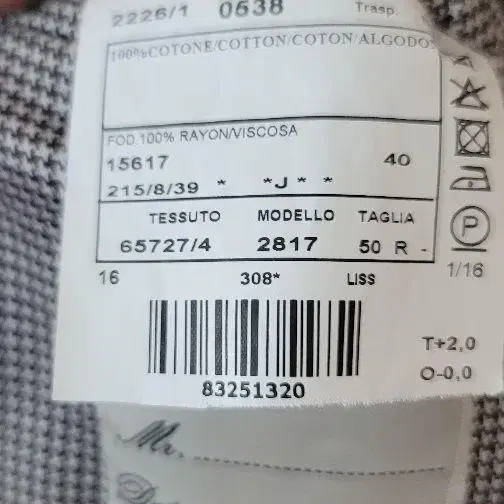 2226/1 0638 Trasp.
100%COTONE/COTTON/COTON/ALGODO
FOD.100% RAYON/VISCOSA
15617 40
215/8/39 * *J * *
TESSUTO MODELLO TAGLIA
65727/4 2817 50 R -
16 308* LISS
P
1/16
83251320
T+2,0
O-0,0
Mr.